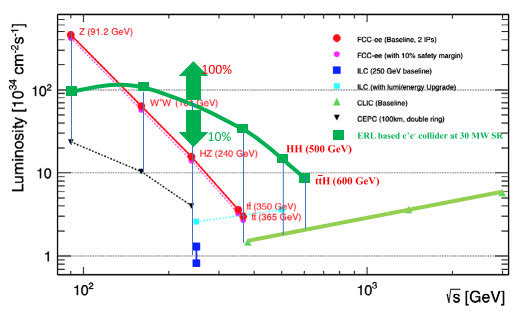 Luminosity [10³⁴ cm⁻²s⁻¹]
10²
10
1
Z (91.2 GeV)
W⁺W⁻ (161 GeV)
HZ (240 GeV)
tt̄ (350 GeV)
tt̄ (365 GeV)
100%
10%
HH (500 GeV)
tt̄H (600 GeV)
FCC-ee (Baseline, 2 IPs)
FCC-ee (with 10% safety margin)
ILC (250 GeV baseline)
ILC (with lumi/energy Upgrade)
CLIC (Baseline)
CEPC (100km, double ring)
ERL based e⁺e⁻ collider at 30 MW SR
10²
10³
√s [GeV]